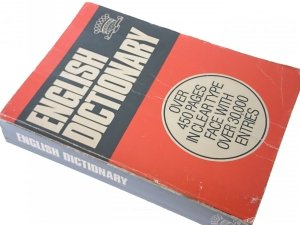 ENGLISH
DICTIONARY
OVER
450 PAGES
IN CLEAR TYPE
FACE WITH
OVER 30,000
ENTRIES
ENGLISH DICTIONARY